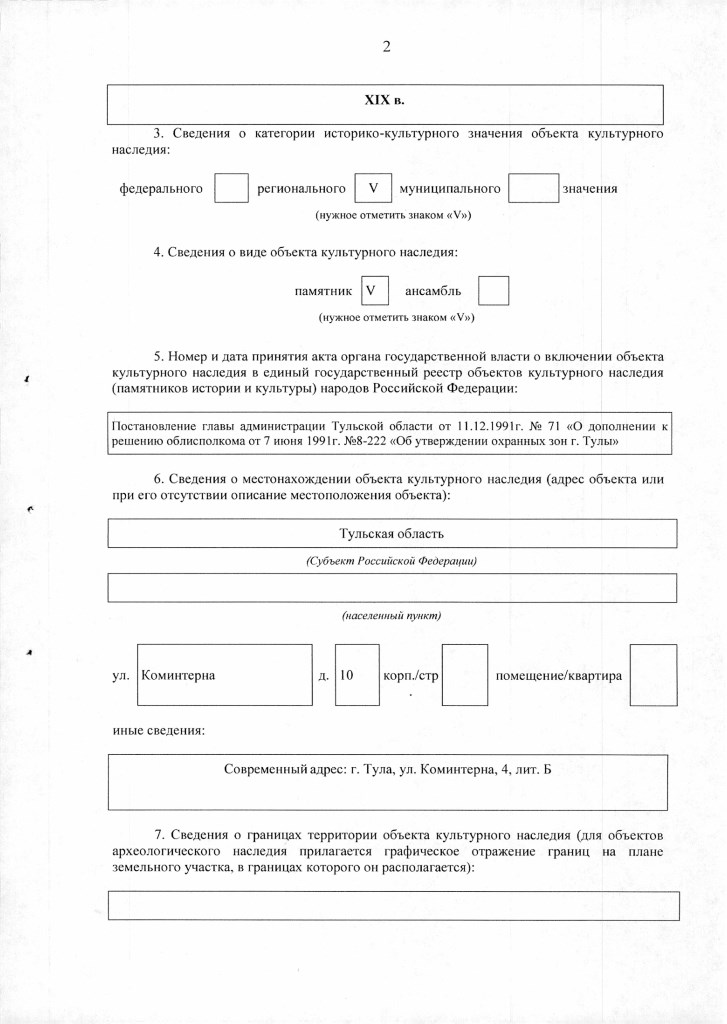 2
XIX в.
3. Сведения о категории историко-культурного значения объекта культурного
наследия:
федерального регионального V муниципального значения
(нужное отметить знаком «V»)
4. Сведения о виде объекта культурного наследия:
памятник V ансамбль
(нужное отметить знаком «V»)
5. Номер и дата принятия акта органа государственной власти о включении объекта
культурного наследия в единый государственный реестр объектов культурного наследия
(памятников истории и культуры) народов Российской Федерации:
Постановление главы администрации Тульской области от 11.12.1991г. № 71 «О дополнении к
решению облисполкома от 7 июня 1991г. №8-222 «Об утверждении охранных зон г. Тулы»
6. Сведения о местонахождении объекта культурного наследия (адрес объекта или
при его отсутствии описание местоположения объекта):
Тульская область
(Субъект Российской Федерации)
(населенный пункт)
ул. Коминтерна д. 10 корп./стр помещение/квартира
.
иные сведения:
Современный адрес: г. Тула, ул. Коминтерна, 4, лит. Б
7. Сведения о границах территории объекта культурного наследия (для объектов
археологического наследия прилагается графическое отражение границ на плане
земельного участка, в границах которого он располагается):